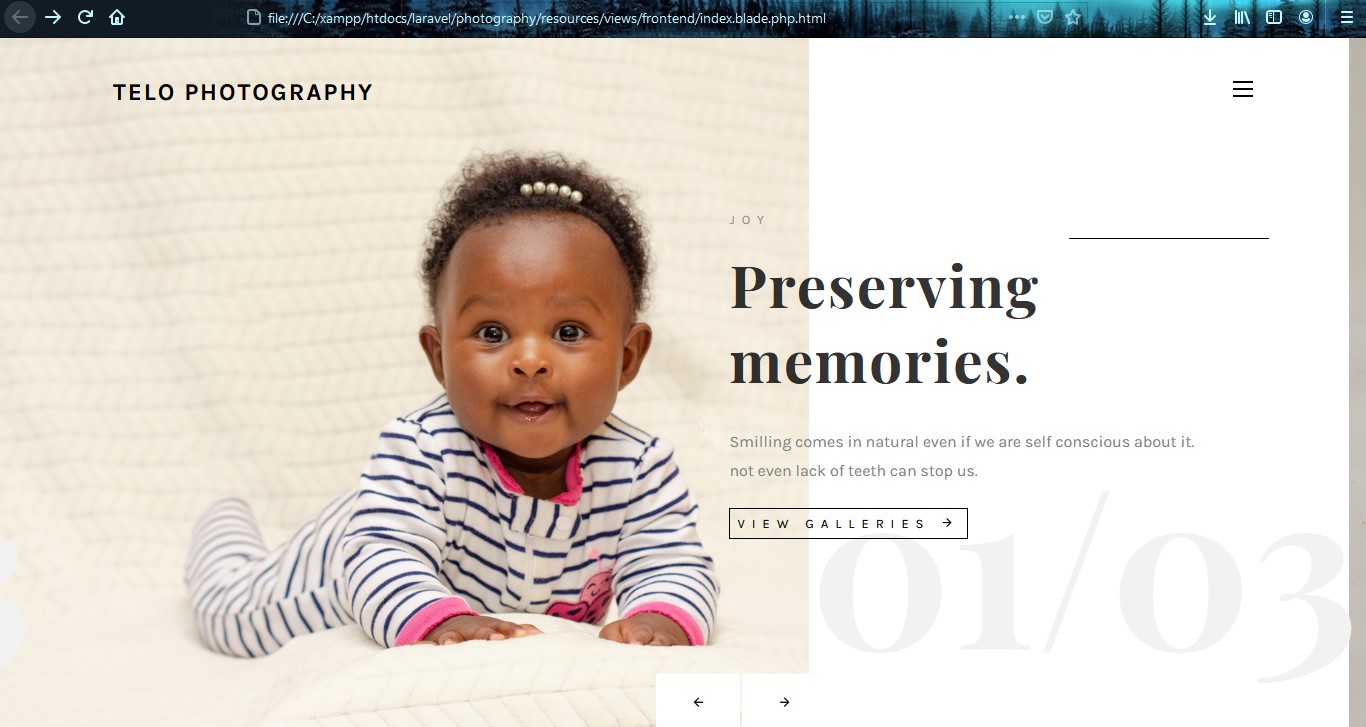 file:///C:/xampp/htdocs/laravel/photography/resources/views/frontend/index.blade.php.html
TELO PHOTOGRAPHY
JOY
Preserving
memories.
Smilling comes in natural even if we are self conscious about it.
not even lack of teeth can stop us.
VIEW GALLERIES →
01/03
← →